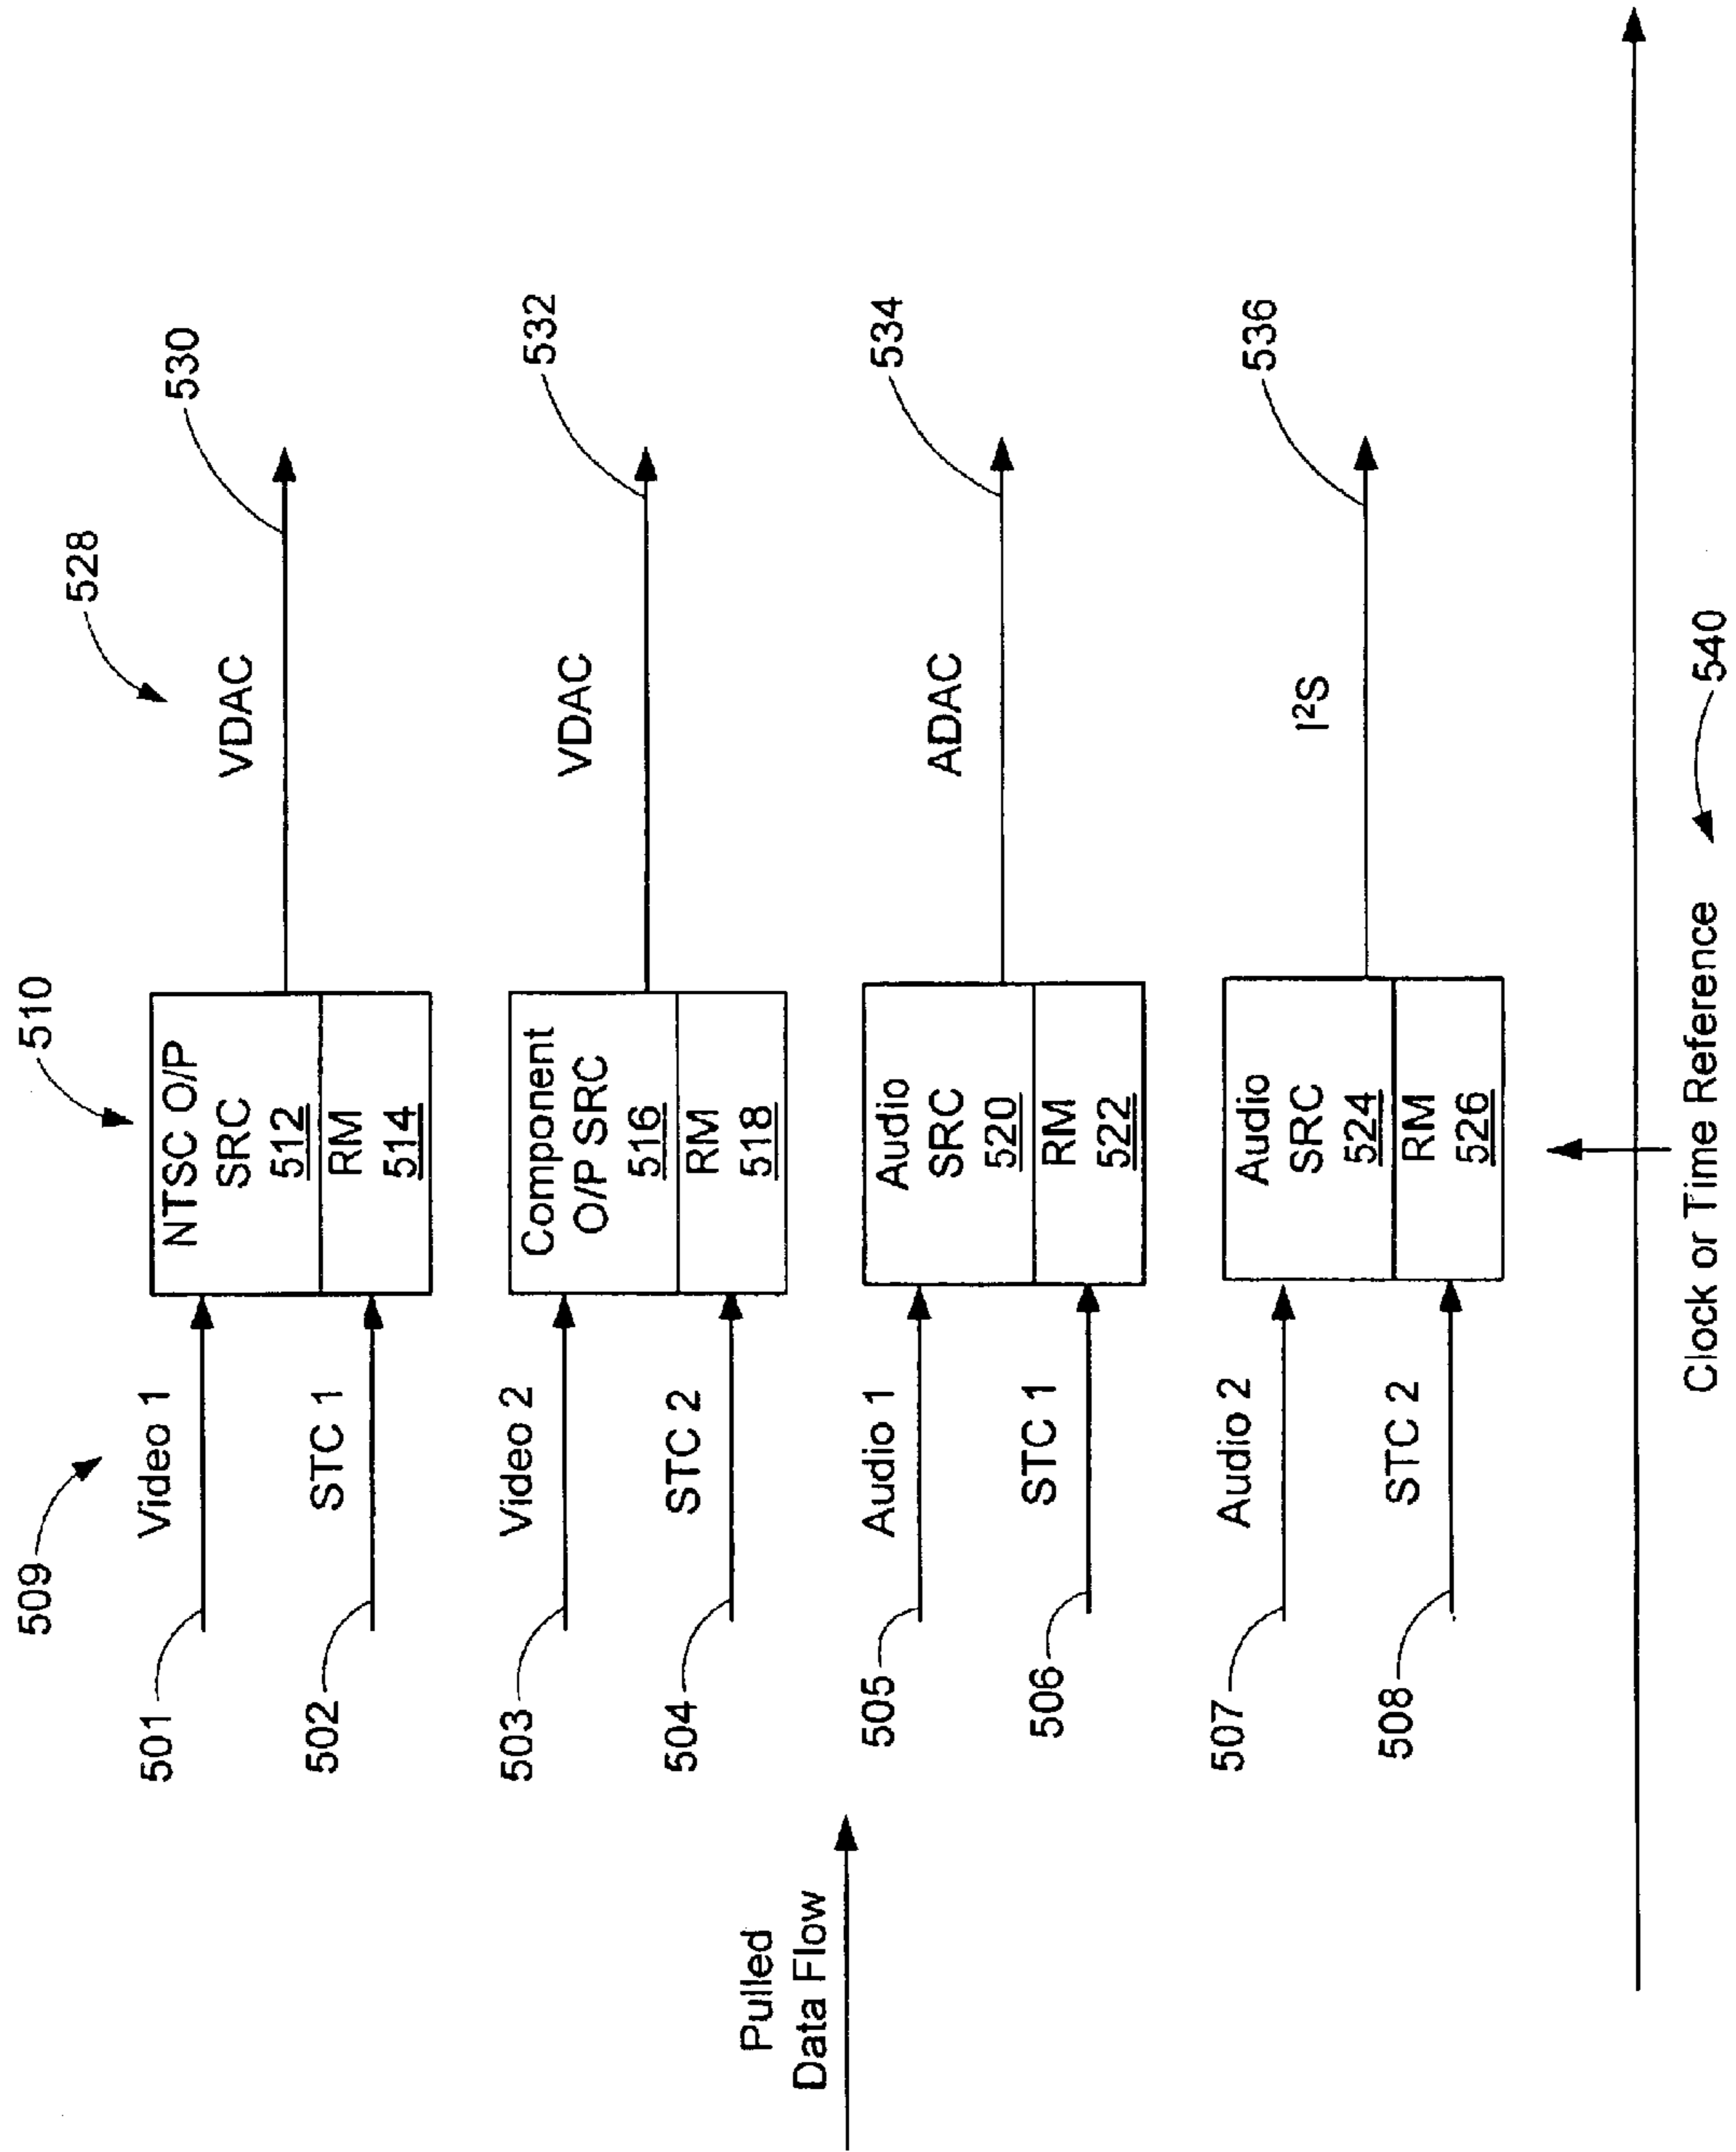 509
510
528
501
Video 1
NTSC O/P
SRC
512
RM
514
VDAC
530
502
STC 1
503
Video 2
Component
O/P SRC
516
RM
518
VDAC
532
504
STC 2
Pulled
Data Flow
505
Audio 1
Audio
SRC
520
RM
522
ADAC
534
506
STC 1
507
Audio 2
Audio
SRC
524
RM
526
I²S
536
508
STC 2
Clock or Time Reference
540